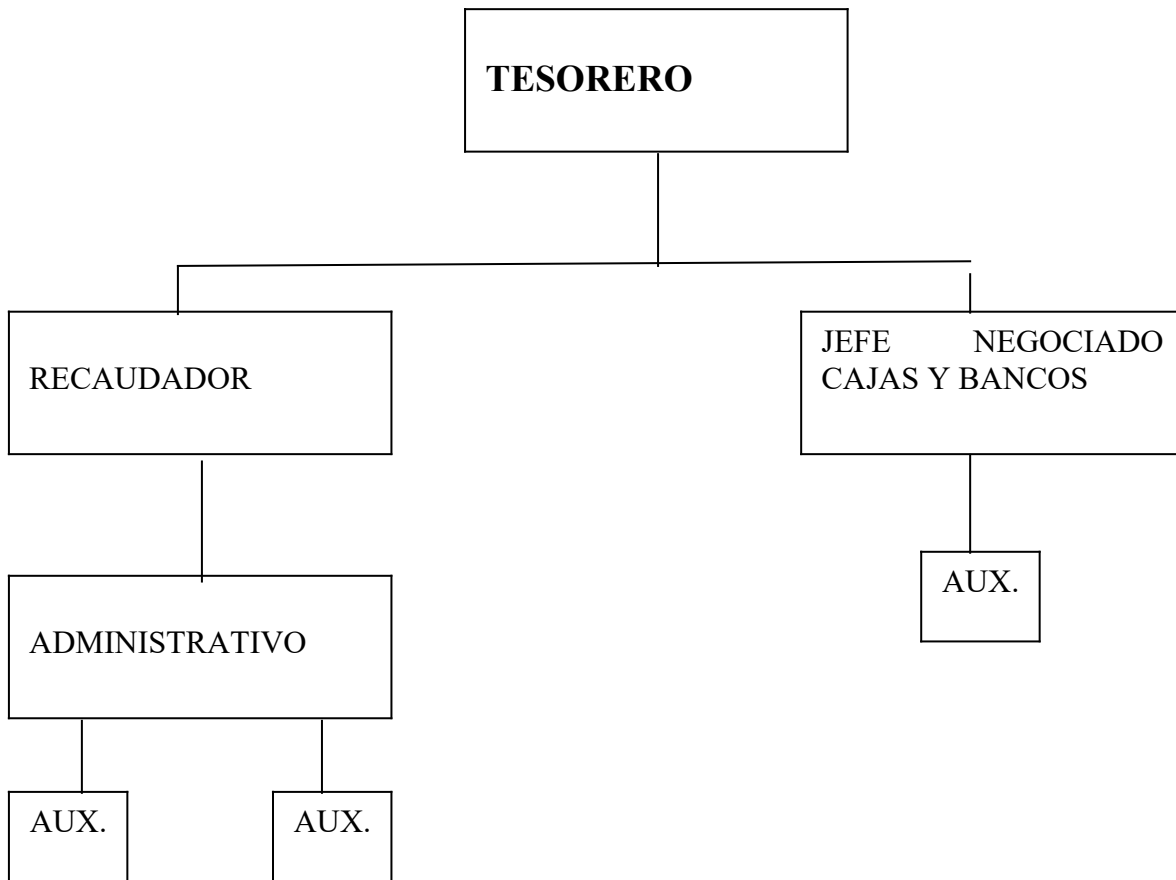 TESORERO
RECAUDADOR
JEFE NEGOCIADO
CAJAS Y BANCOS
ADMINISTRATIVO
AUX.
AUX.
AUX.